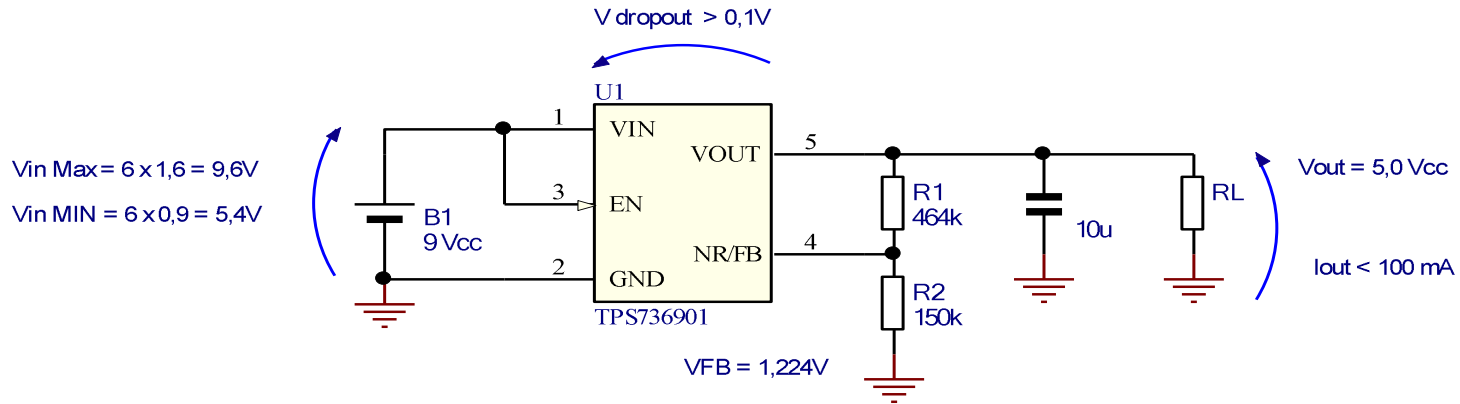 V dropout > 0,1V
U1
1
VIN
VOUT
5
Vin Max = 6 x 1,6 = 9,6V
Vout = 5,0 Vcc
3
EN
R1
464k
RL
Vin MIN = 6 x 0,9 = 5,4V
B1
9 Vcc
10u
4
NR/FB
2
GND
Iout < 100 mA
R2
150k
TPS736901
VFB = 1,224V